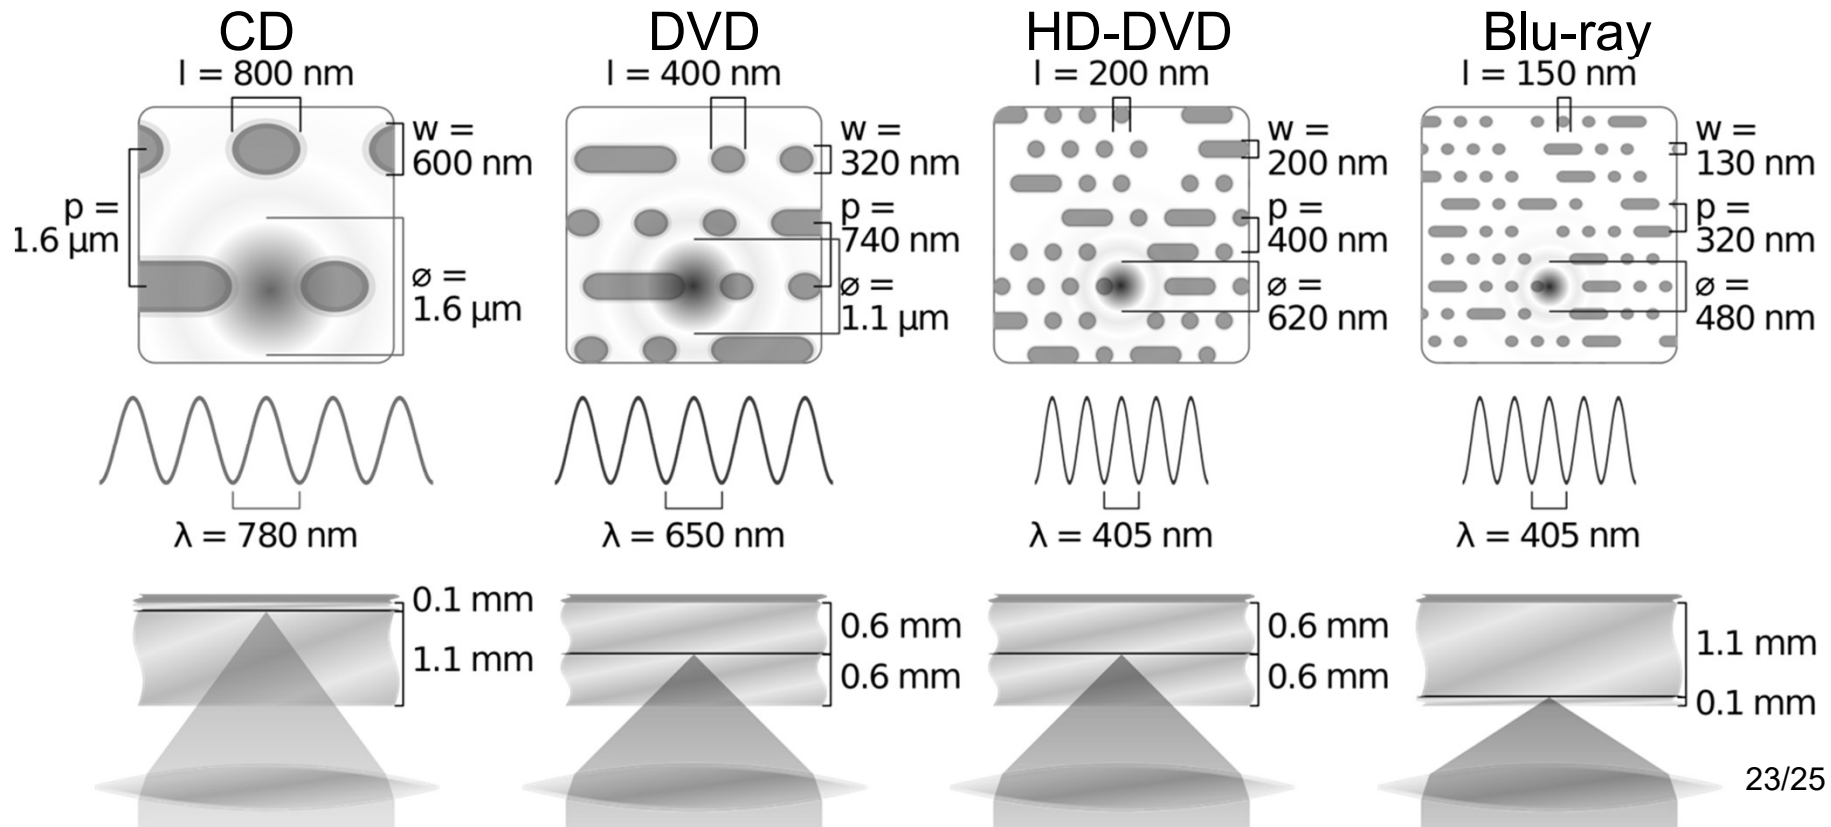 CD
l = 800 nm
w =
600 nm
p =
1.6 µm
⌀ =
1.6 µm
λ = 780 nm
0.1 mm
1.1 mm
DVD
l = 400 nm
w =
320 nm
p =
740 nm
⌀ =
1.1 µm
λ = 650 nm
0.6 mm
0.6 mm
HD-DVD
l = 200 nm
w =
200 nm
p =
400 nm
⌀ =
620 nm
λ = 405 nm
0.6 mm
0.6 mm
Blu-ray
l = 150 nm
w =
130 nm
p =
320 nm
⌀ =
480 nm
λ = 405 nm
1.1 mm
0.1 mm
23/25